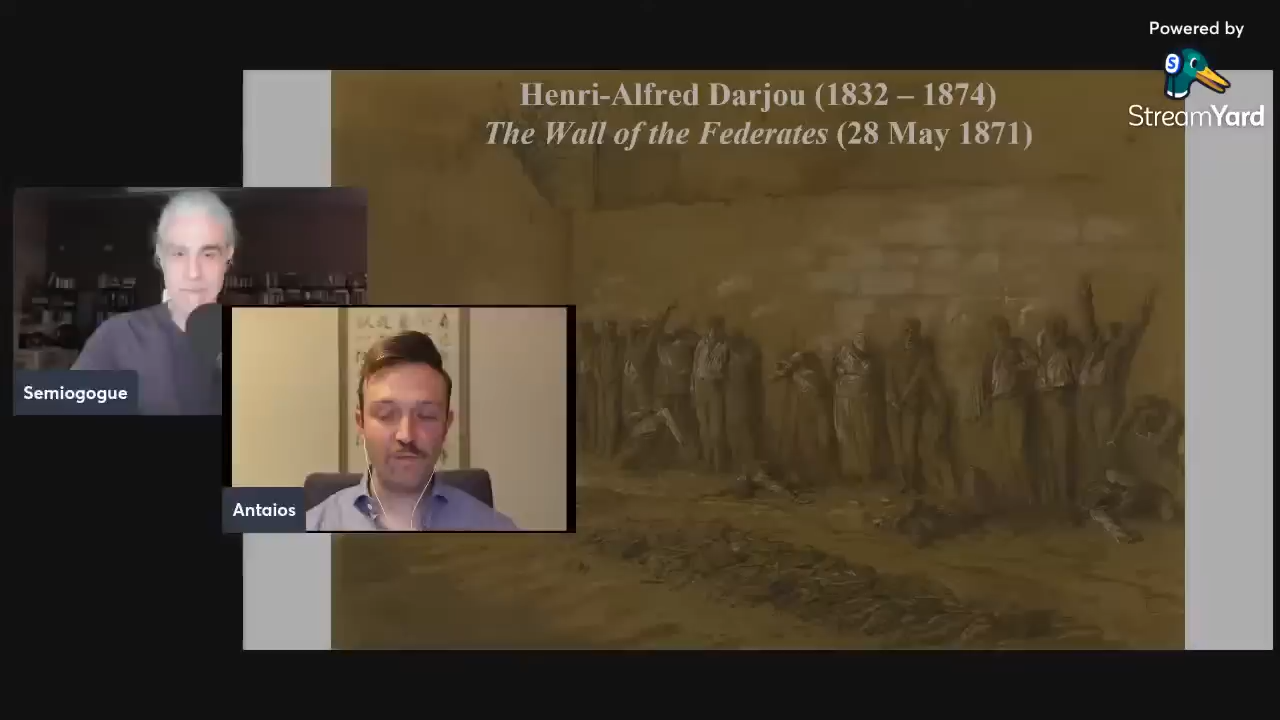 Powered by
S
StreamYard
Henri-Alfred Darjou (1832 – 1874)
The Wall of the Federates (28 May 1871)
Semiogogue
Antaios